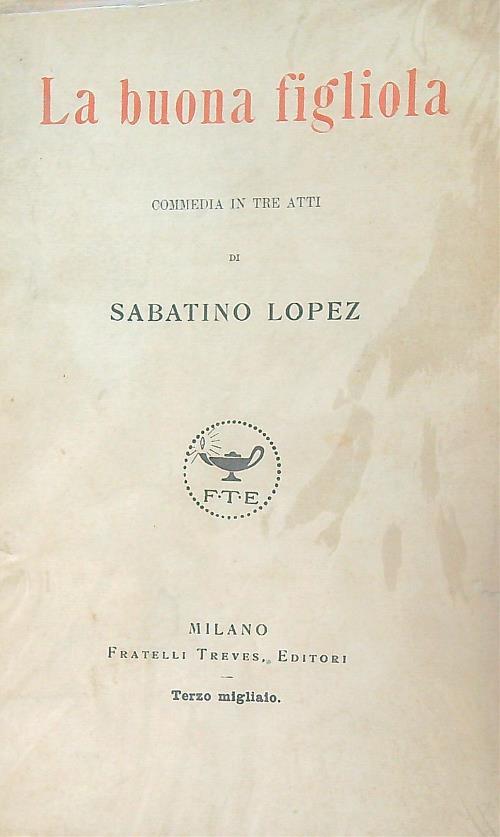 La buona figliola
COMMEDIA IN TRE ATTI
DI
SABATINO LOPEZ
F·T·E
MILANO
FRATELLI TREVES, EDITORI
Terzo migliaio.